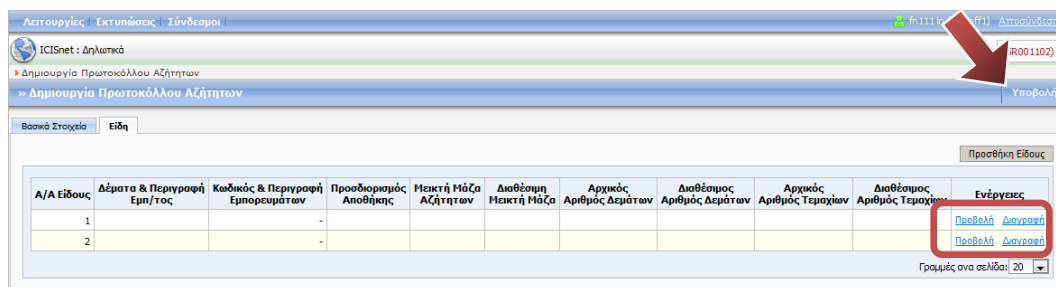 Λειτουργίες Εκτυπώσεις Σύνδεσμοι fn111 Αποσύνδεση
ICISnet : Δηλωτικά R001102)
Δημιουργία Πρωτοκόλλου Αζήτητων
» Δημιουργία Πρωτοκόλλου Αζήτητων Υποβολή
Βασικά Στοιχεία Είδη
Προσθήκη Είδους
Α/Α Είδους Δέματα & Περιγραφή Εμπ/τος Κωδικός & Περιγραφή Εμπορευμάτων Προσδιορισμός Αποθήκης Μεικτή Μάζα Αζήτητων Διαθέσιμη Μεικτή Μάζα Αρχικός Αριθμός Δεμάτων Διαθέσιμος Αριθμός Δεμάτων Αρχικός Αριθμός Τεμαχίων Διαθέσιμος Αριθμός Τεμαχίων Ενέργειες
1 - Προβολή Διαγραφή
2 - Προβολή Διαγραφή
Γραμμές ανα σελίδα: 20